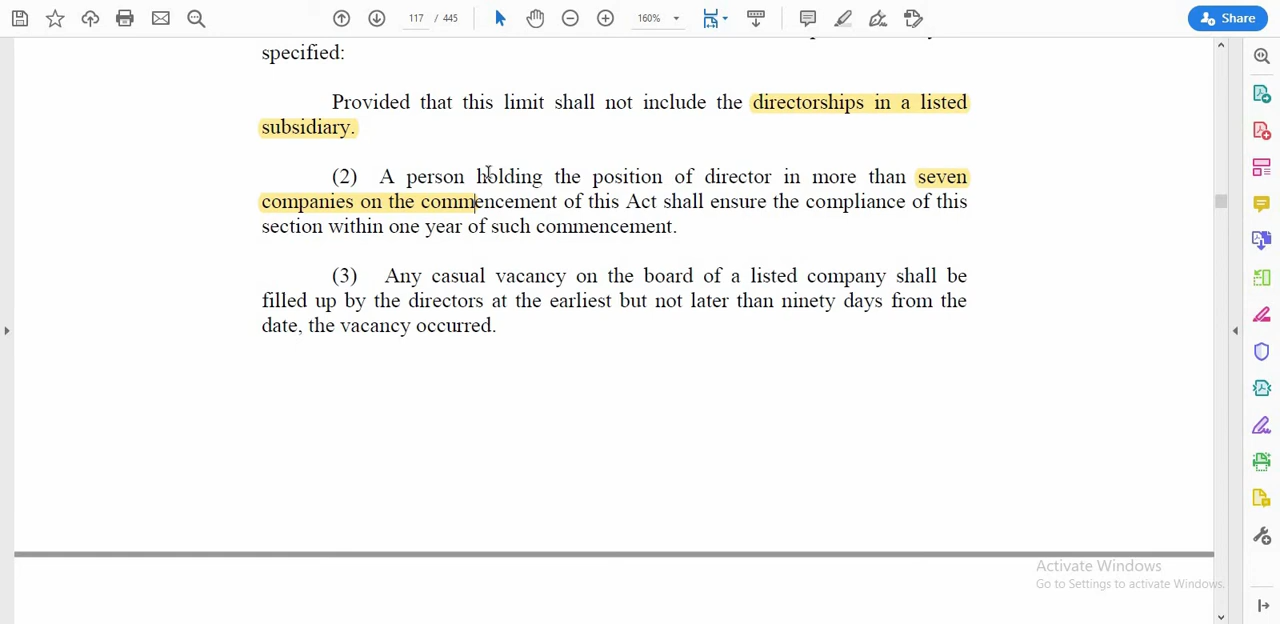 117 / 445
160%
Share
specified:
Provided that this limit shall not include the directorships in a listed
subsidiary.
(2) A person holding the position of director in more than seven
companies on the commencement of this Act shall ensure the compliance of this
section within one year of such commencement.
(3) Any casual vacancy on the board of a listed company shall be
filled up by the directors at the earliest but not later than ninety days from the
date, the vacancy occurred.
Activate Windows
Go to Settings to activate Windows.